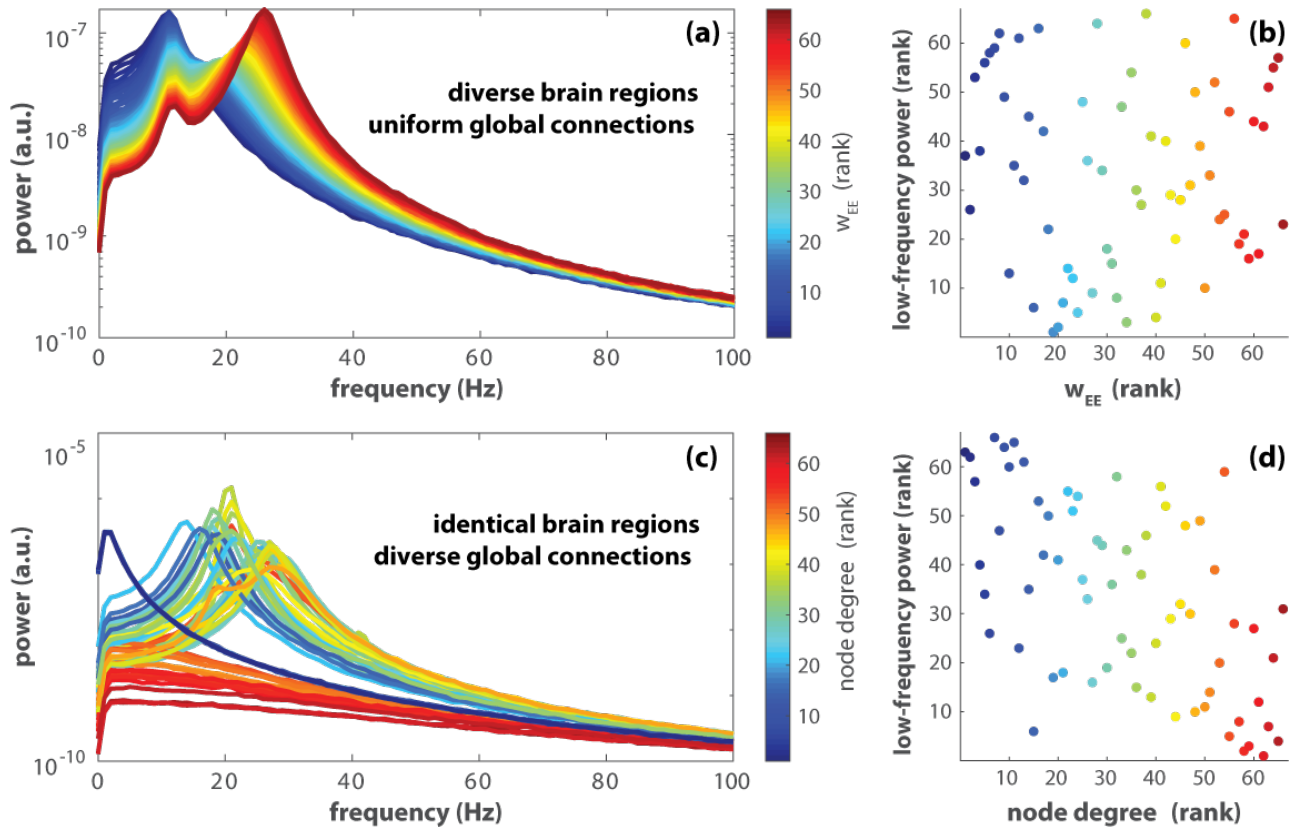 (a)
diverse brain regions
uniform global connections
power (a.u.)
10⁻⁷
10⁻⁸
10⁻⁹
10⁻¹⁰
0 20 40 60 80 100
frequency (Hz)
60
50
40
30
20
10
wEE (rank)
(b)
low-frequency power (rank)
60
50
40
30
20
10
10 20 30 40 50 60
wEE (rank)
(c)
identical brain regions
diverse global connections
power (a.u.)
10⁻⁵
10⁻¹⁰
0 20 40 60 80 100
frequency (Hz)
60
50
40
30
20
10
node degree (rank)
(d)
low-frequency power (rank)
60
50
40
30
20
10
10 20 30 40 50 60
node degree (rank)